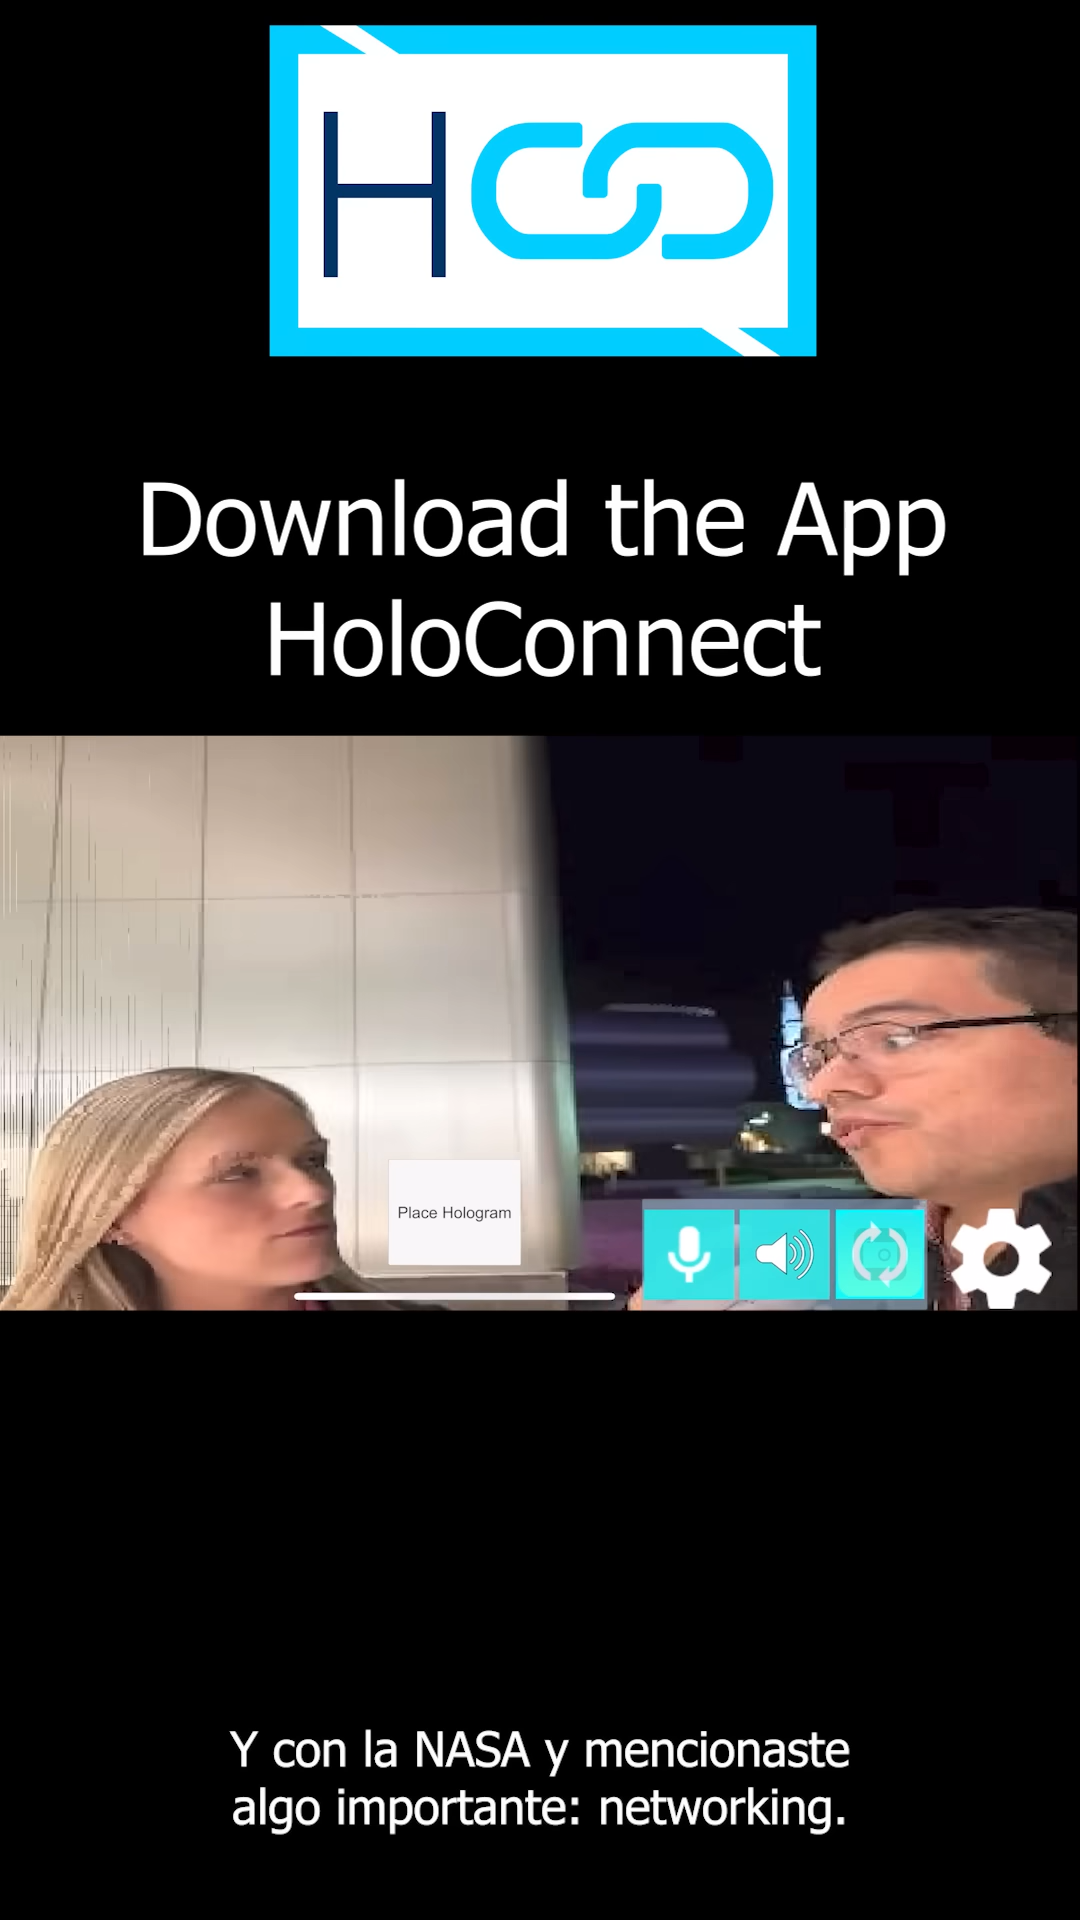 H
Download the App
HoloConnect
Place Hologram
Y con la NASA y mencionaste
algo importante: networking.